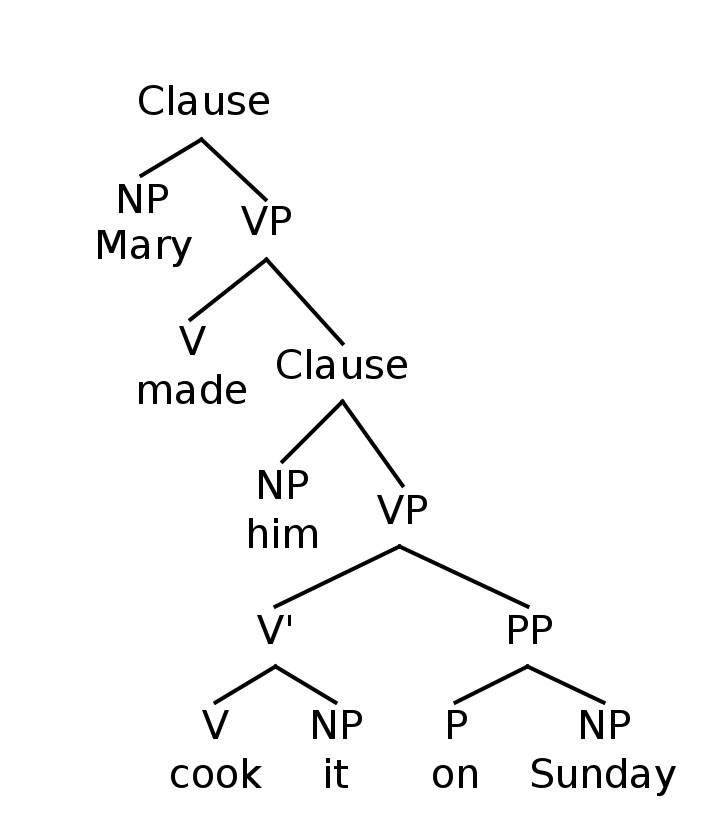 Clause
NP
VP
Mary
V
Clause
made
NP
VP
him
V' PP
V NP P NP
cook it on Sunday